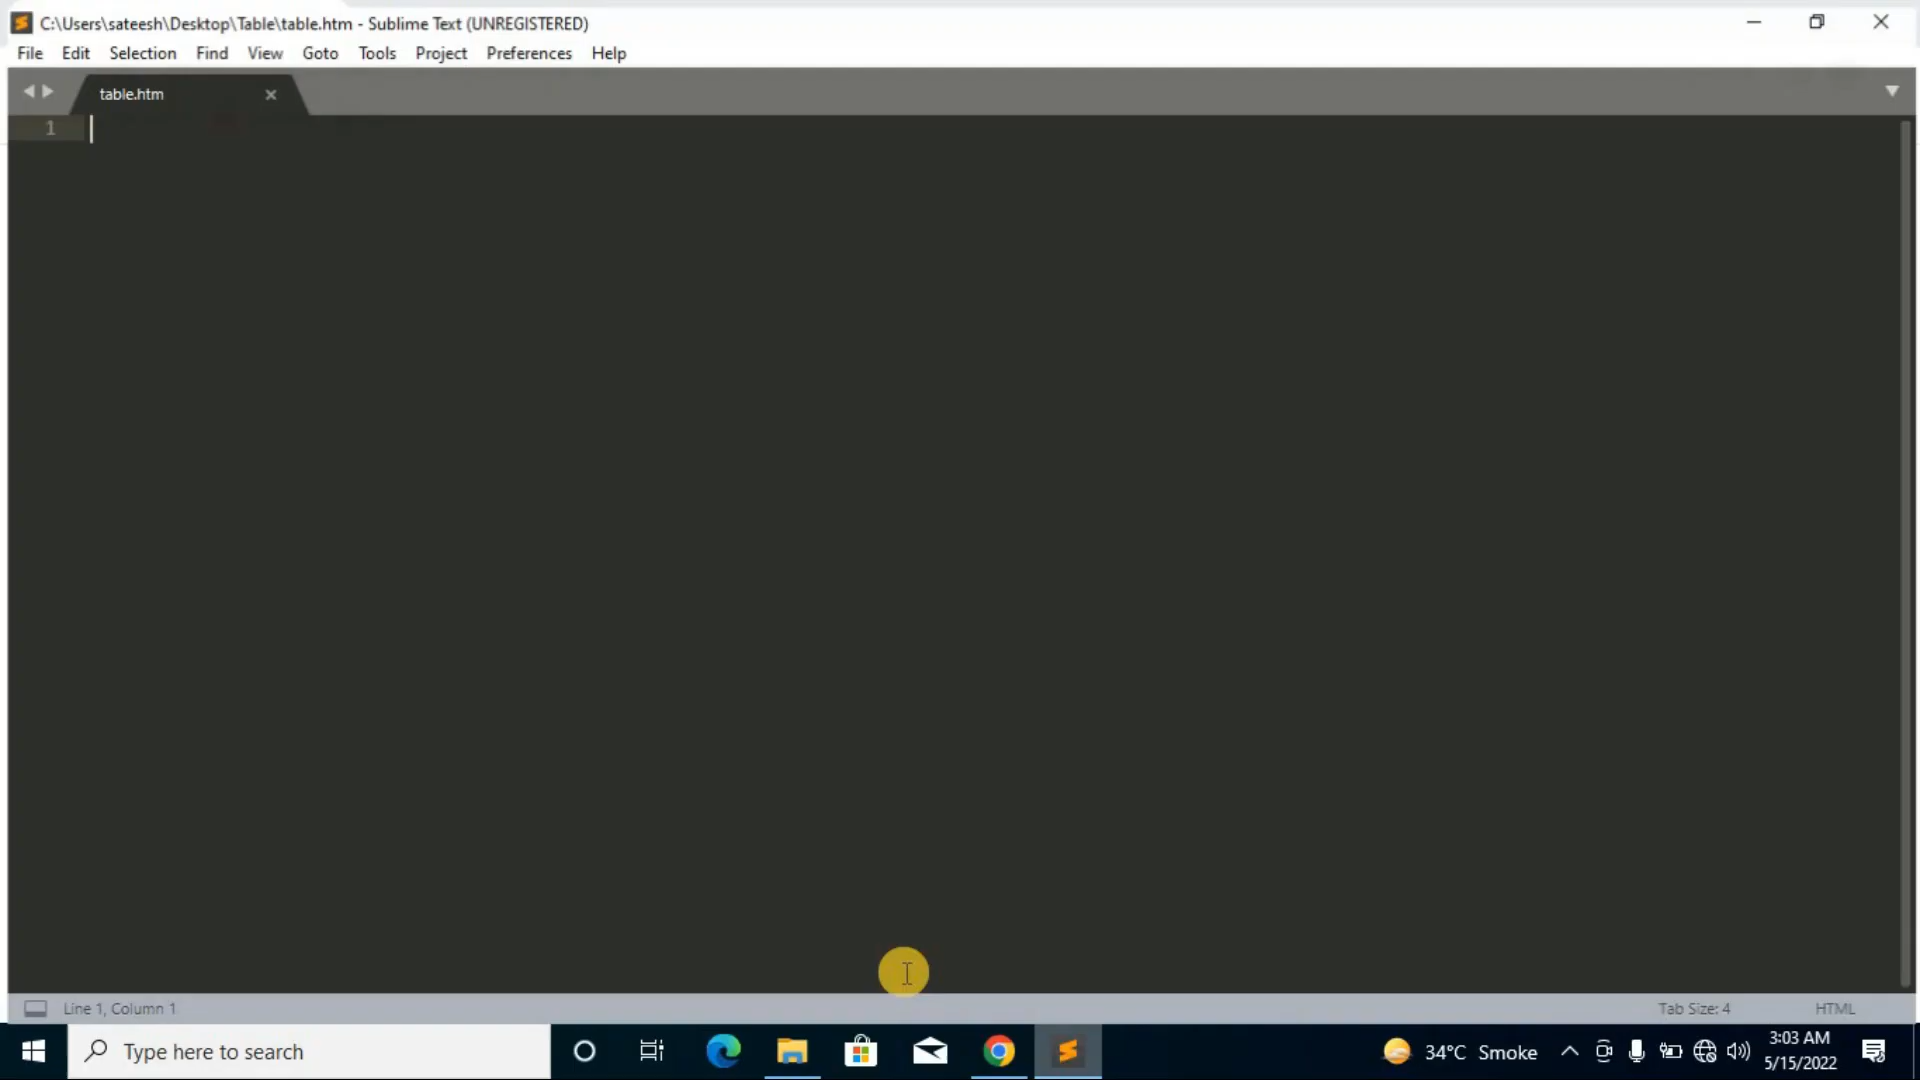 C:\Users\sateesh\Desktop\Table\table.htm - Sublime Text (UNREGISTERED)
File Edit Selection Find View Goto Tools Project Preferences Help
table.htm
1
Line 1, Column 1 Tab Size: 4 HTML
Type here to search 34°C Smoke 3:03 AM
5/15/2022